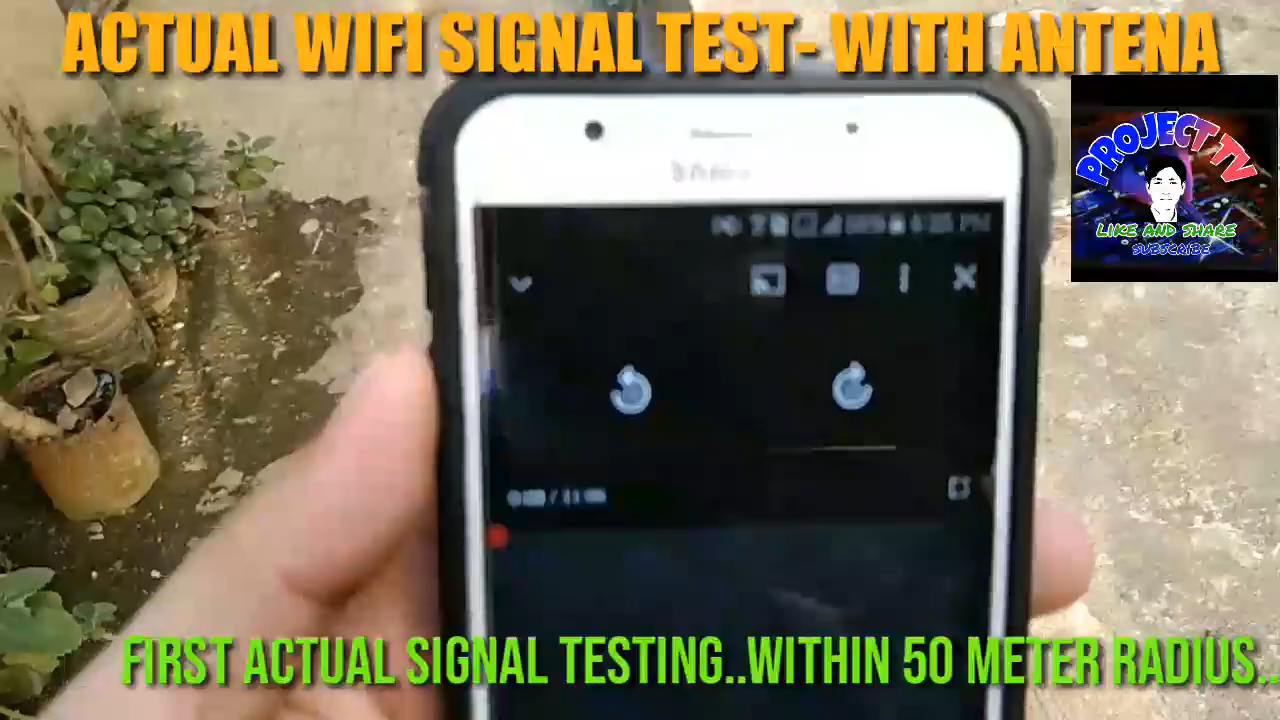 ACTUAL WIFI SIGNAL TEST- WITH ANTENA
PROJECT TV
LIKE AND SHARE
SUBSCRIBE
FIRST ACTUAL SIGNAL TESTING..WITHIN 50 METER RADIUS..